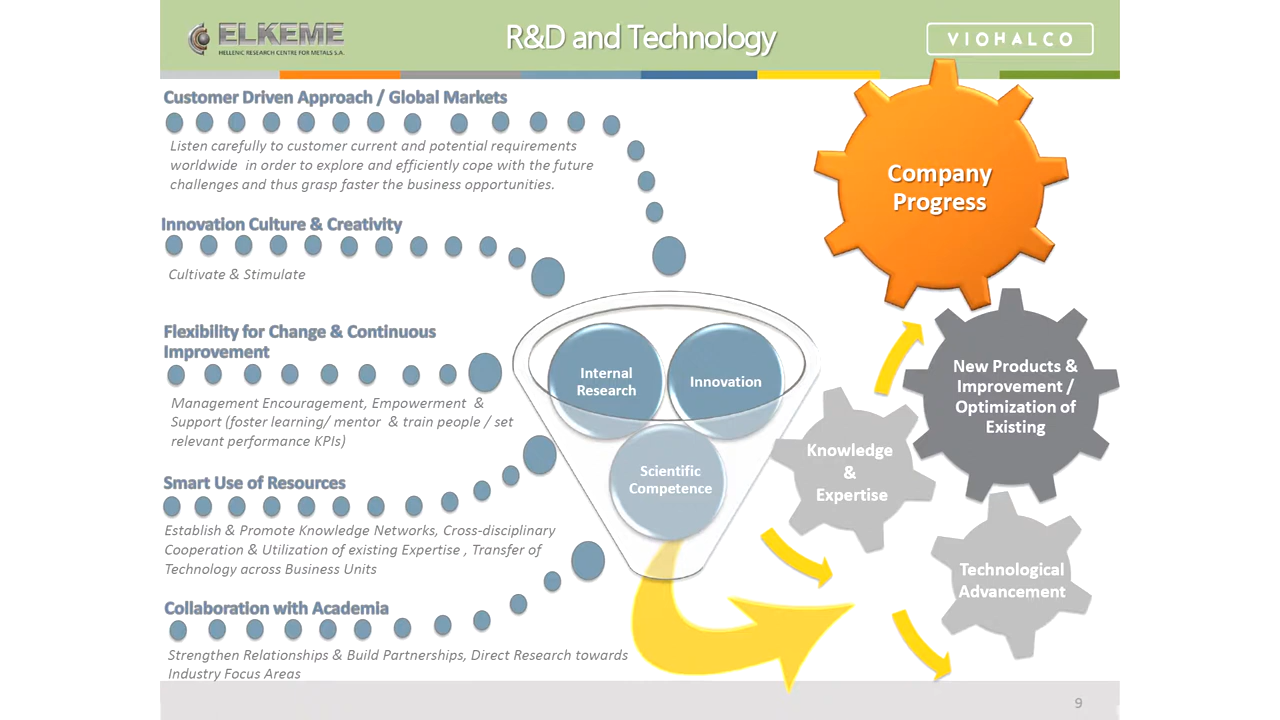 ELKEME
HELLENIC RESEARCH CENTRE FOR METALS S.A.
R&D and Technology
VIOHALCO
Customer Driven Approach / Global Markets
Listen carefully to customer current and potential requirements
worldwide in order to explore and efficiently cope with the future
challenges and thus grasp faster the business opportunities.
Innovation Culture & Creativity
Cultivate & Stimulate
Flexibility for Change & Continuous
Improvement
Management Encouragement, Empowerment &
Support (foster learning/ mentor & train people / set
relevant performance KPIs)
Smart Use of Resources
Establish & Promote Knowledge Networks, Cross-disciplinary
Cooperation & Utilization of existing Expertise , Transfer of
Technology across Business Units
Collaboration with Academia
Strengthen Relationships & Build Partnerships, Direct Research towards
Industry Focus Areas
Internal
Research
Innovation
Scientific
Competence
Company
Progress
New Products &
Improvement /
Optimization of
Existing
Knowledge
&
Expertise
Technological
Advancement
9